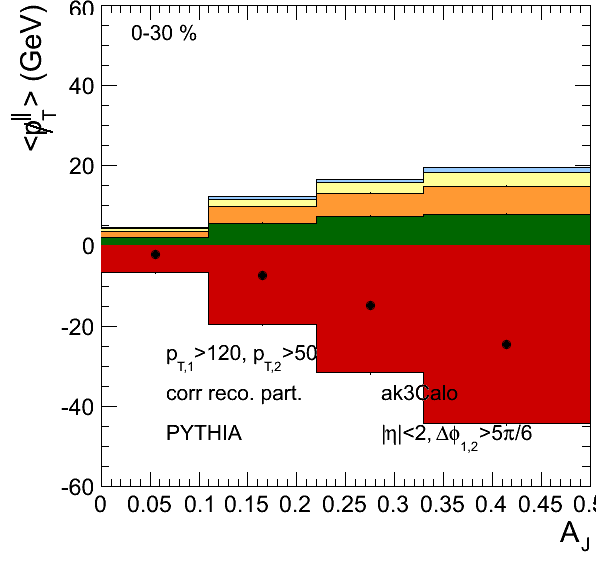 60
0-30 %
<p̸_T^∥> (GeV)
40
20
0
-20
p_T,1>120, p_T,2>50
corr reco. part. ak3Calo
-40
PYTHIA |η|<2, Δϕ_1,2>5π/6
-60
0 0.05 0.1 0.15 0.2 0.25 0.3 0.35 0.4 0.45 0.5
A_J